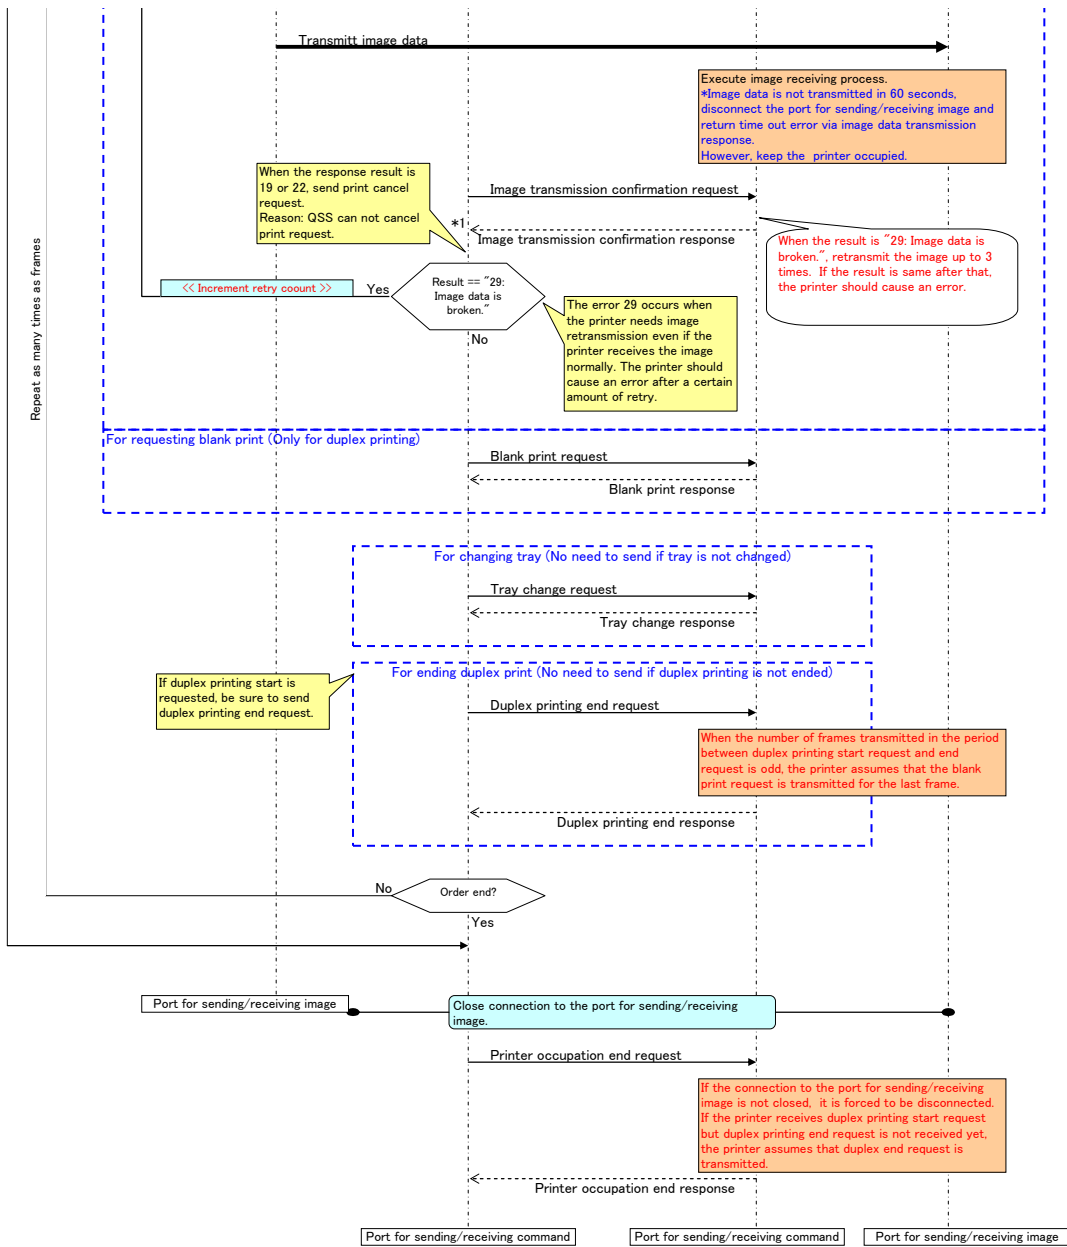 Transmitt image data
Execute image receiving process.
*Image data is not transmitted in 60 seconds,
disconnect the port for sending/receiving image and
return time out error via image data transmission
response.
However, keep the printer occupied.
When the response result is
19 or 22, send print cancel
request.
Reason: QSS can not cancel
print request.
Image transmission confirmation request
*1
Image transmission confirmation response
When the result is "29: Image data is
broken.", retransmit the image up to 3
times. If the result is same after that,
the printer should cause an error.
Repeat as many times as frames
<< Increment retry coount >>
Yes
Result == "29:
Image data is
broken."
No
The error 29 occurs when
the printer needs image
retransmission even if the
printer receives the image
normally. The printer should
cause an error after a certain
amount of retry.
For requesting blank print (Only for duplex printing)
Blank print request
Blank print response
For changing tray (No need to send if tray is not changed)
Tray change request
Tray change response
For ending duplex print (No need to send if duplex printing is not ended)
If duplex printing start is
requested, be sure to send
duplex printing end request.
Duplex printing end request
When the number of frames transmitted in the period
between duplex printing start request and end
request is odd, the printer assumes that the blank
print request is transmitted for the last frame.
Duplex printing end response
No
Order end?
Yes
Port for sending/receiving image
Close connection to the port for sending/receiving
image.
Printer occupation end request
If the connection to the port for sending/receiving
image is not closed, it is forced to be disconnected.
If the printer receives duplex printing start request
but duplex printing end request is not received yet,
the printer assumes that duplex end request is
transmitted.
Printer occupation end response
Port for sending/receiving command
Port for sending/receiving command
Port for sending/receiving image